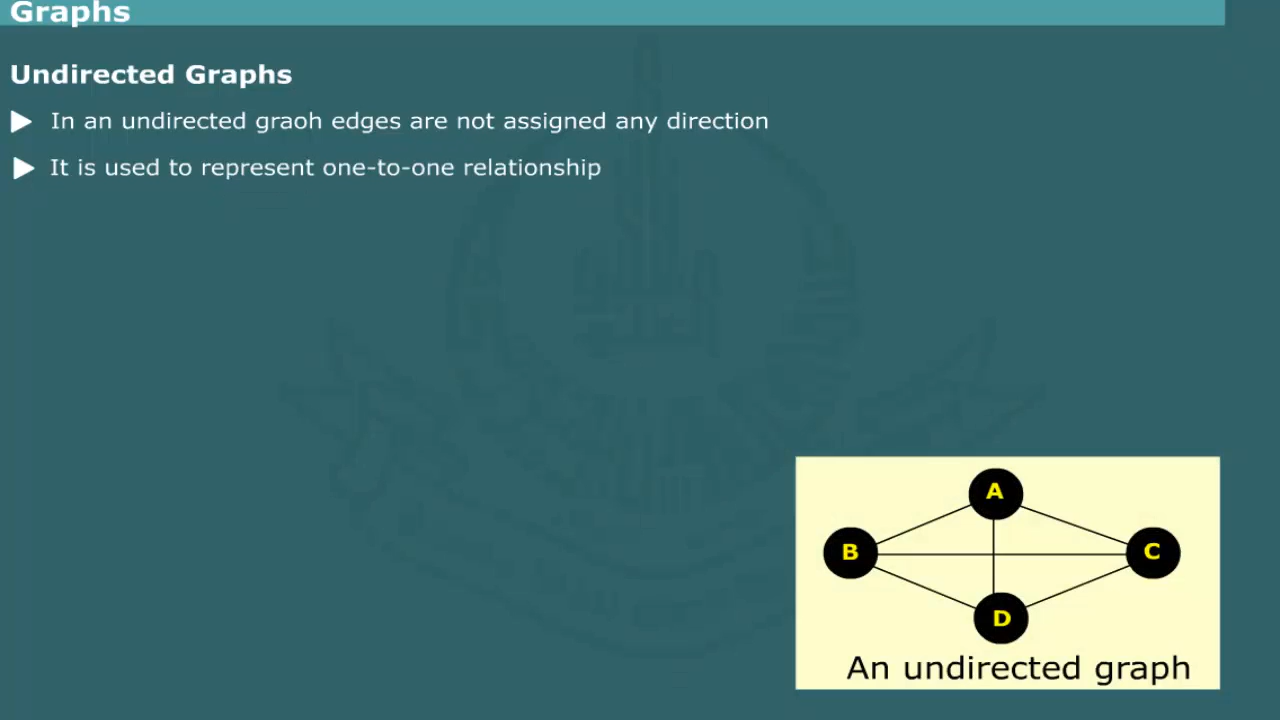 Graphs
Undirected Graphs
In an undirected graoh edges are not assigned any direction
It is used to represent one-to-one relationship
A
B
C
D
An undirected graph